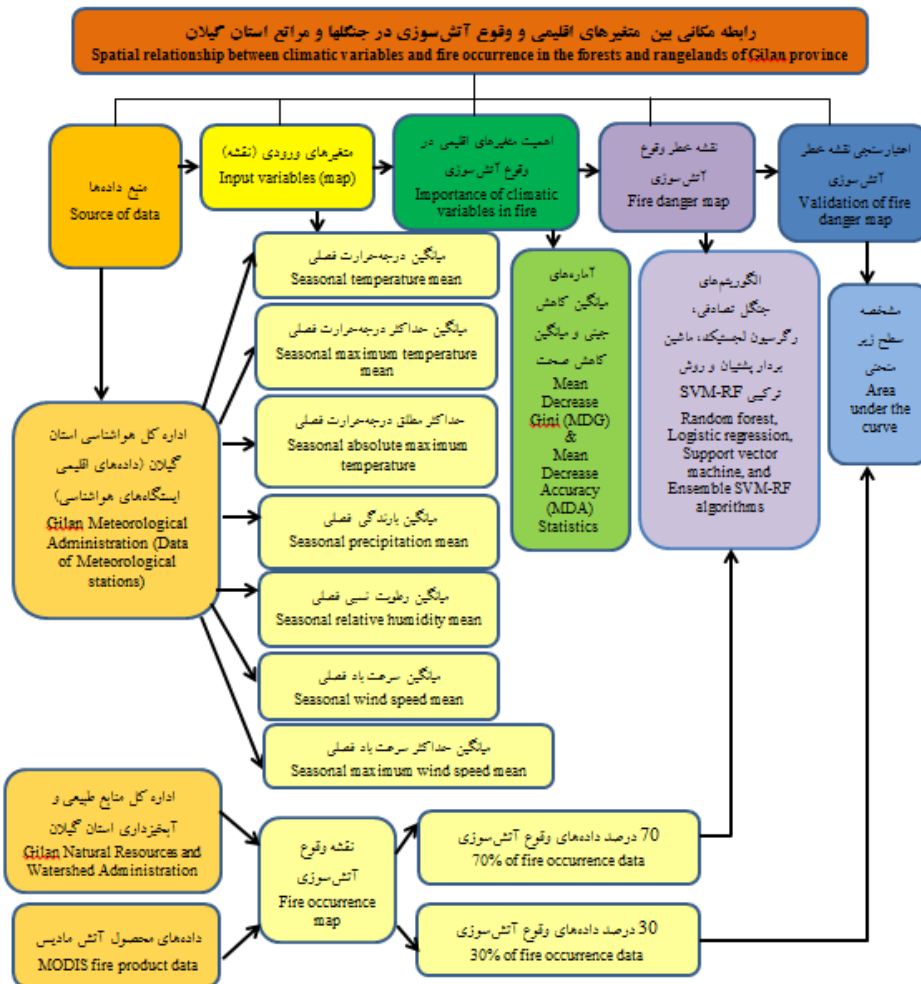 رابطه مکانی بین متغیرهای اقلیمی و وقوع آتش‌سوزی در جنگلها و مراتع استان گیلان
Spatial relationship between climatic variables and fire occurrence in the forests and rangelands of Gilan province
منبع داده‌ها
Source of data
متغیرهای ورودی (نقشه)
Input variables (map)
اهمیت متغیرهای اقلیمی در
وقوع آتش‌سوزی
Importance of climatic
variables in fire
نقشه خطر وقوع
آتش‌سوزی
Fire danger map
اعتبارسنجی نقشه خطر
آتش‌سوزی
Validation of fire
danger map
میانگین درجه‌حرارت فصلی
Seasonal temperature mean
میانگین حداکثر درجه‌حرارت فصلی
Seasonal maximum temperature
mean
حداکثر مطلق درجه‌حرارت فصلی
Seasonal absolute maximum
temperature
میانگین بارندگی فصلی
Seasonal precipitation mean
میانگین رطوبت نسبی فصلی
Seasonal relative humidity mean
میانگین سرعت باد فصلی
Seasonal wind speed mean
میانگین حداکثر سرعت باد فصلی
Seasonal maximum wind speed mean
آماره‌های
میانگین کاهش
جینی و میانگین
کاهش صحت
Mean
Decrease
Gini (MDG)
&
Mean
Decrease
Accuracy
(MDA)
Statistics
الگوریتم‌های
جنگل تصادفی،
رگرسیون لجستیک، ماشین
بردار پشتیبان و روش
ترکیبی SVM-RF
Random forest,
Logistic regression,
Support vector
machine, and
Ensemble SVM-RF
algorithms
مشخصه
سطح زیر
منحنی
Area
under the
curve
اداره کل هواشناسی استان
گیلان (داده‌های اقلیمی
ایستگاه‌های هواشناسی)
Gilan Meteorological
Administration (Data
of Meteorological
stations)
اداره کل منابع طبیعی و
آبخیزداری استان گیلان
Gilan Natural Resources and
Watershed Administration
داده‌های محصول آتش مادیس
MODIS fire product data
نقشه وقوع
آتش‌سوزی
Fire occurrence
map
70 درصد داده‌های وقوع آتش‌سوزی
70% of fire occurrence data
30 درصد داده‌های وقوع آتش‌سوزی
30% of fire occurrence data